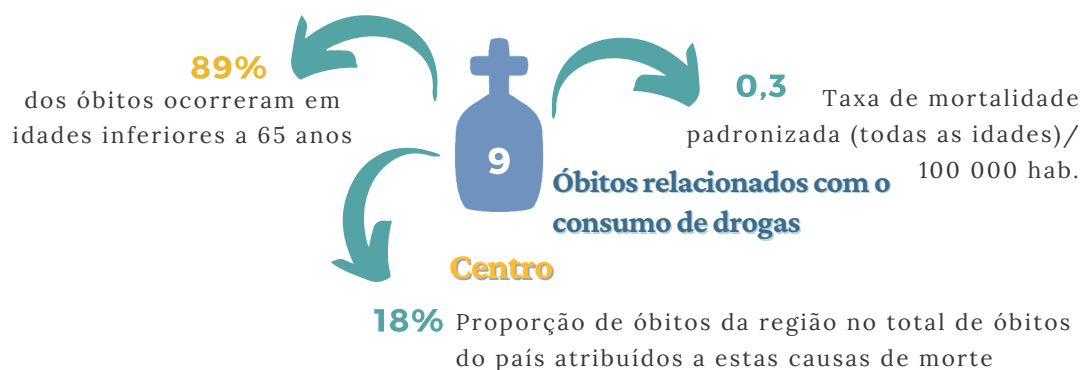 89%
dos óbitos ocorreram em
idades inferiores a 65 anos
9
0,3
Taxa de mortalidade
padronizada (todas as idades)/
100 000 hab.
Óbitos relacionados com o
consumo de drogas
Centro
18%
Proporção de óbitos da região no total de óbitos
do país atribuídos a estas causas de morte